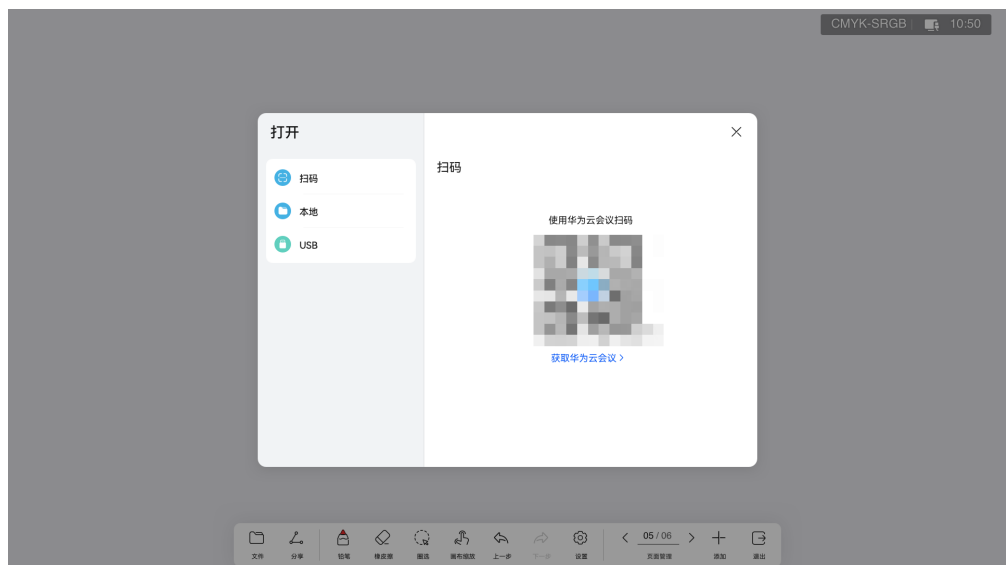 CMYK-SRGB 10:50
打开
扫码
本地
USB
扫码
使用华为云会议扫码
获取华为云会议 >
文件 分享 铅笔 橡皮擦 圈选 画布缩放 上一步 下一步 设置 < 05 / 06 > 页面管理 添加 退出